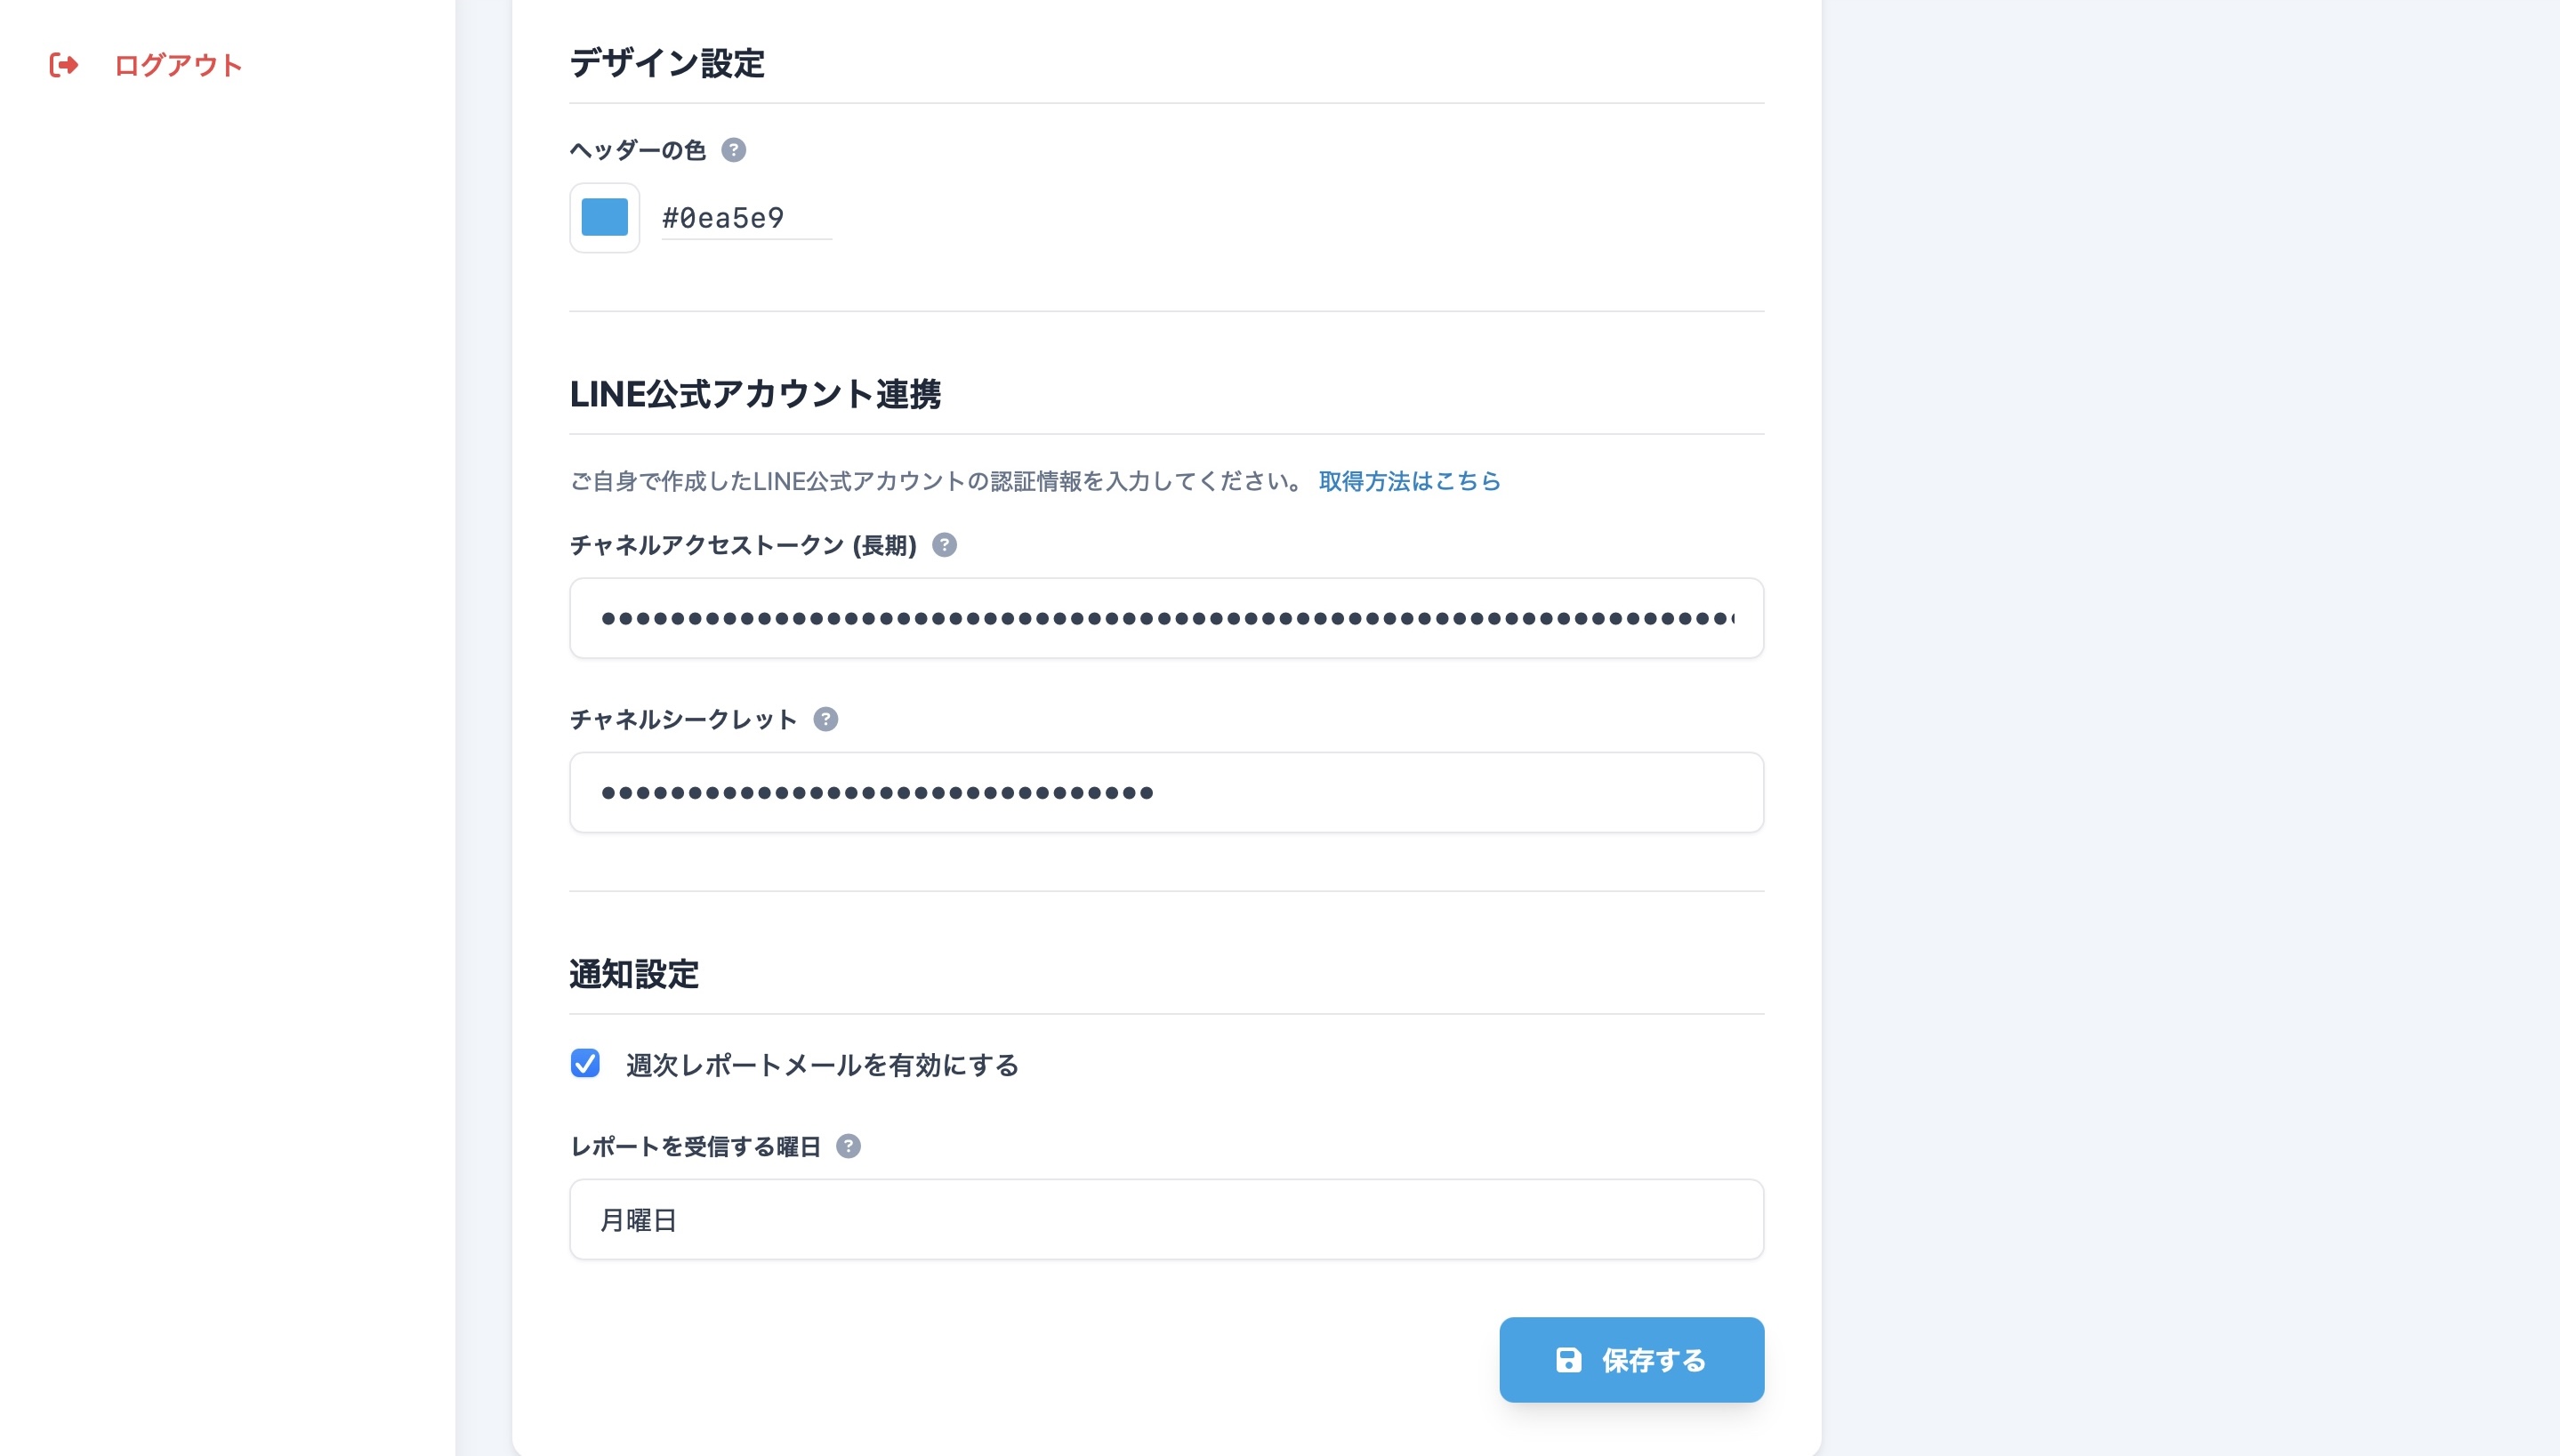 ログアウト
デザイン設定
ヘッダーの色 ?
#0ea5e9
LINE公式アカウント連携
ご自身で作成したLINE公式アカウントの認証情報を入力してください。 取得方法はこちら
チャネルアクセストークン (長期) ?
チャネルシークレット ?
通知設定
週次レポートメールを有効にする
レポートを受信する曜日 ?
月曜日
保存する